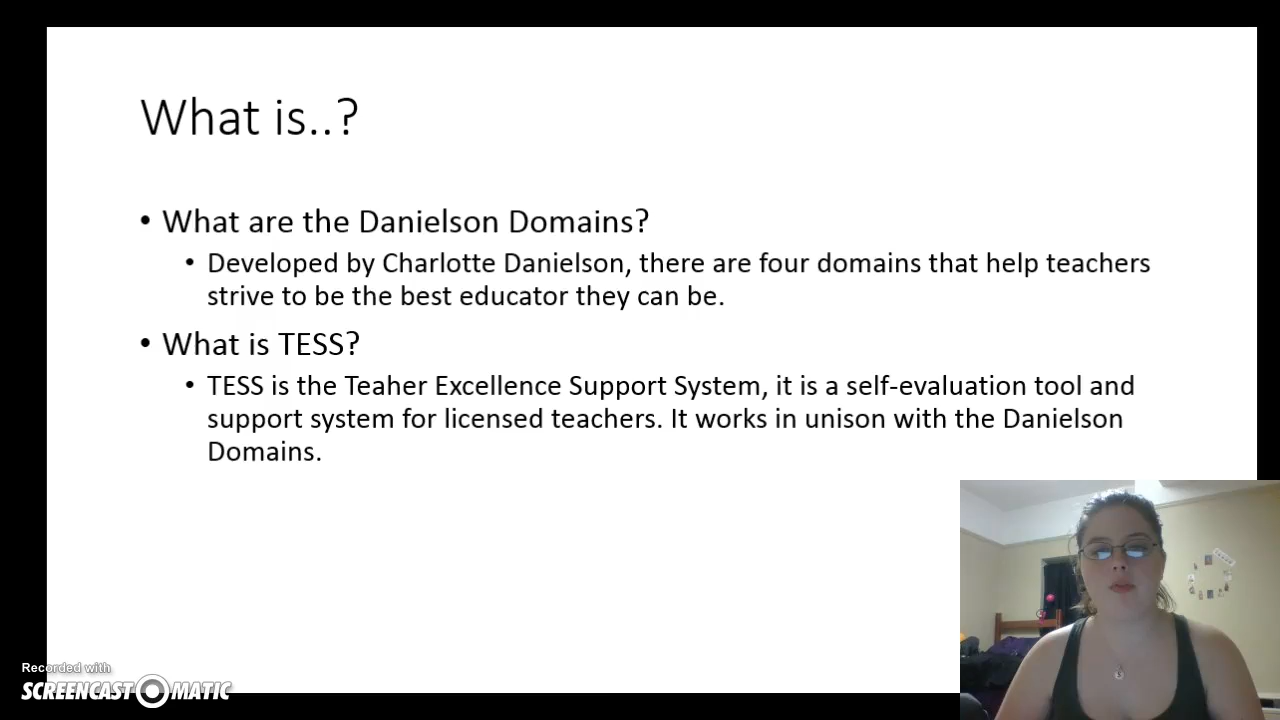 What is..?
• What are the Danielson Domains?
• Developed by Charlotte Danielson, there are four domains that help teachers
strive to be the best educator they can be.
• What is TESS?
• TESS is the Teaher Excellence Support System, it is a self-evaluation tool and
support system for licensed teachers. It works in unison with the Danielson
Domains.
Recorded with
SCREENCAST MATIC